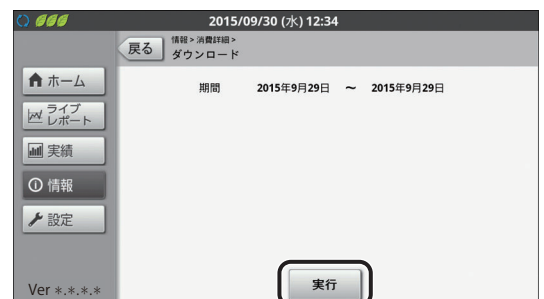 2015/09/30 (水) 12:34
戻る
情報> 消費詳細>
ダウンロード
ホーム
ライブ
レポート
実績
情報
設定
Ver *.*.*.*
期間 2015年9月29日 ～ 2015年9月29日
実行